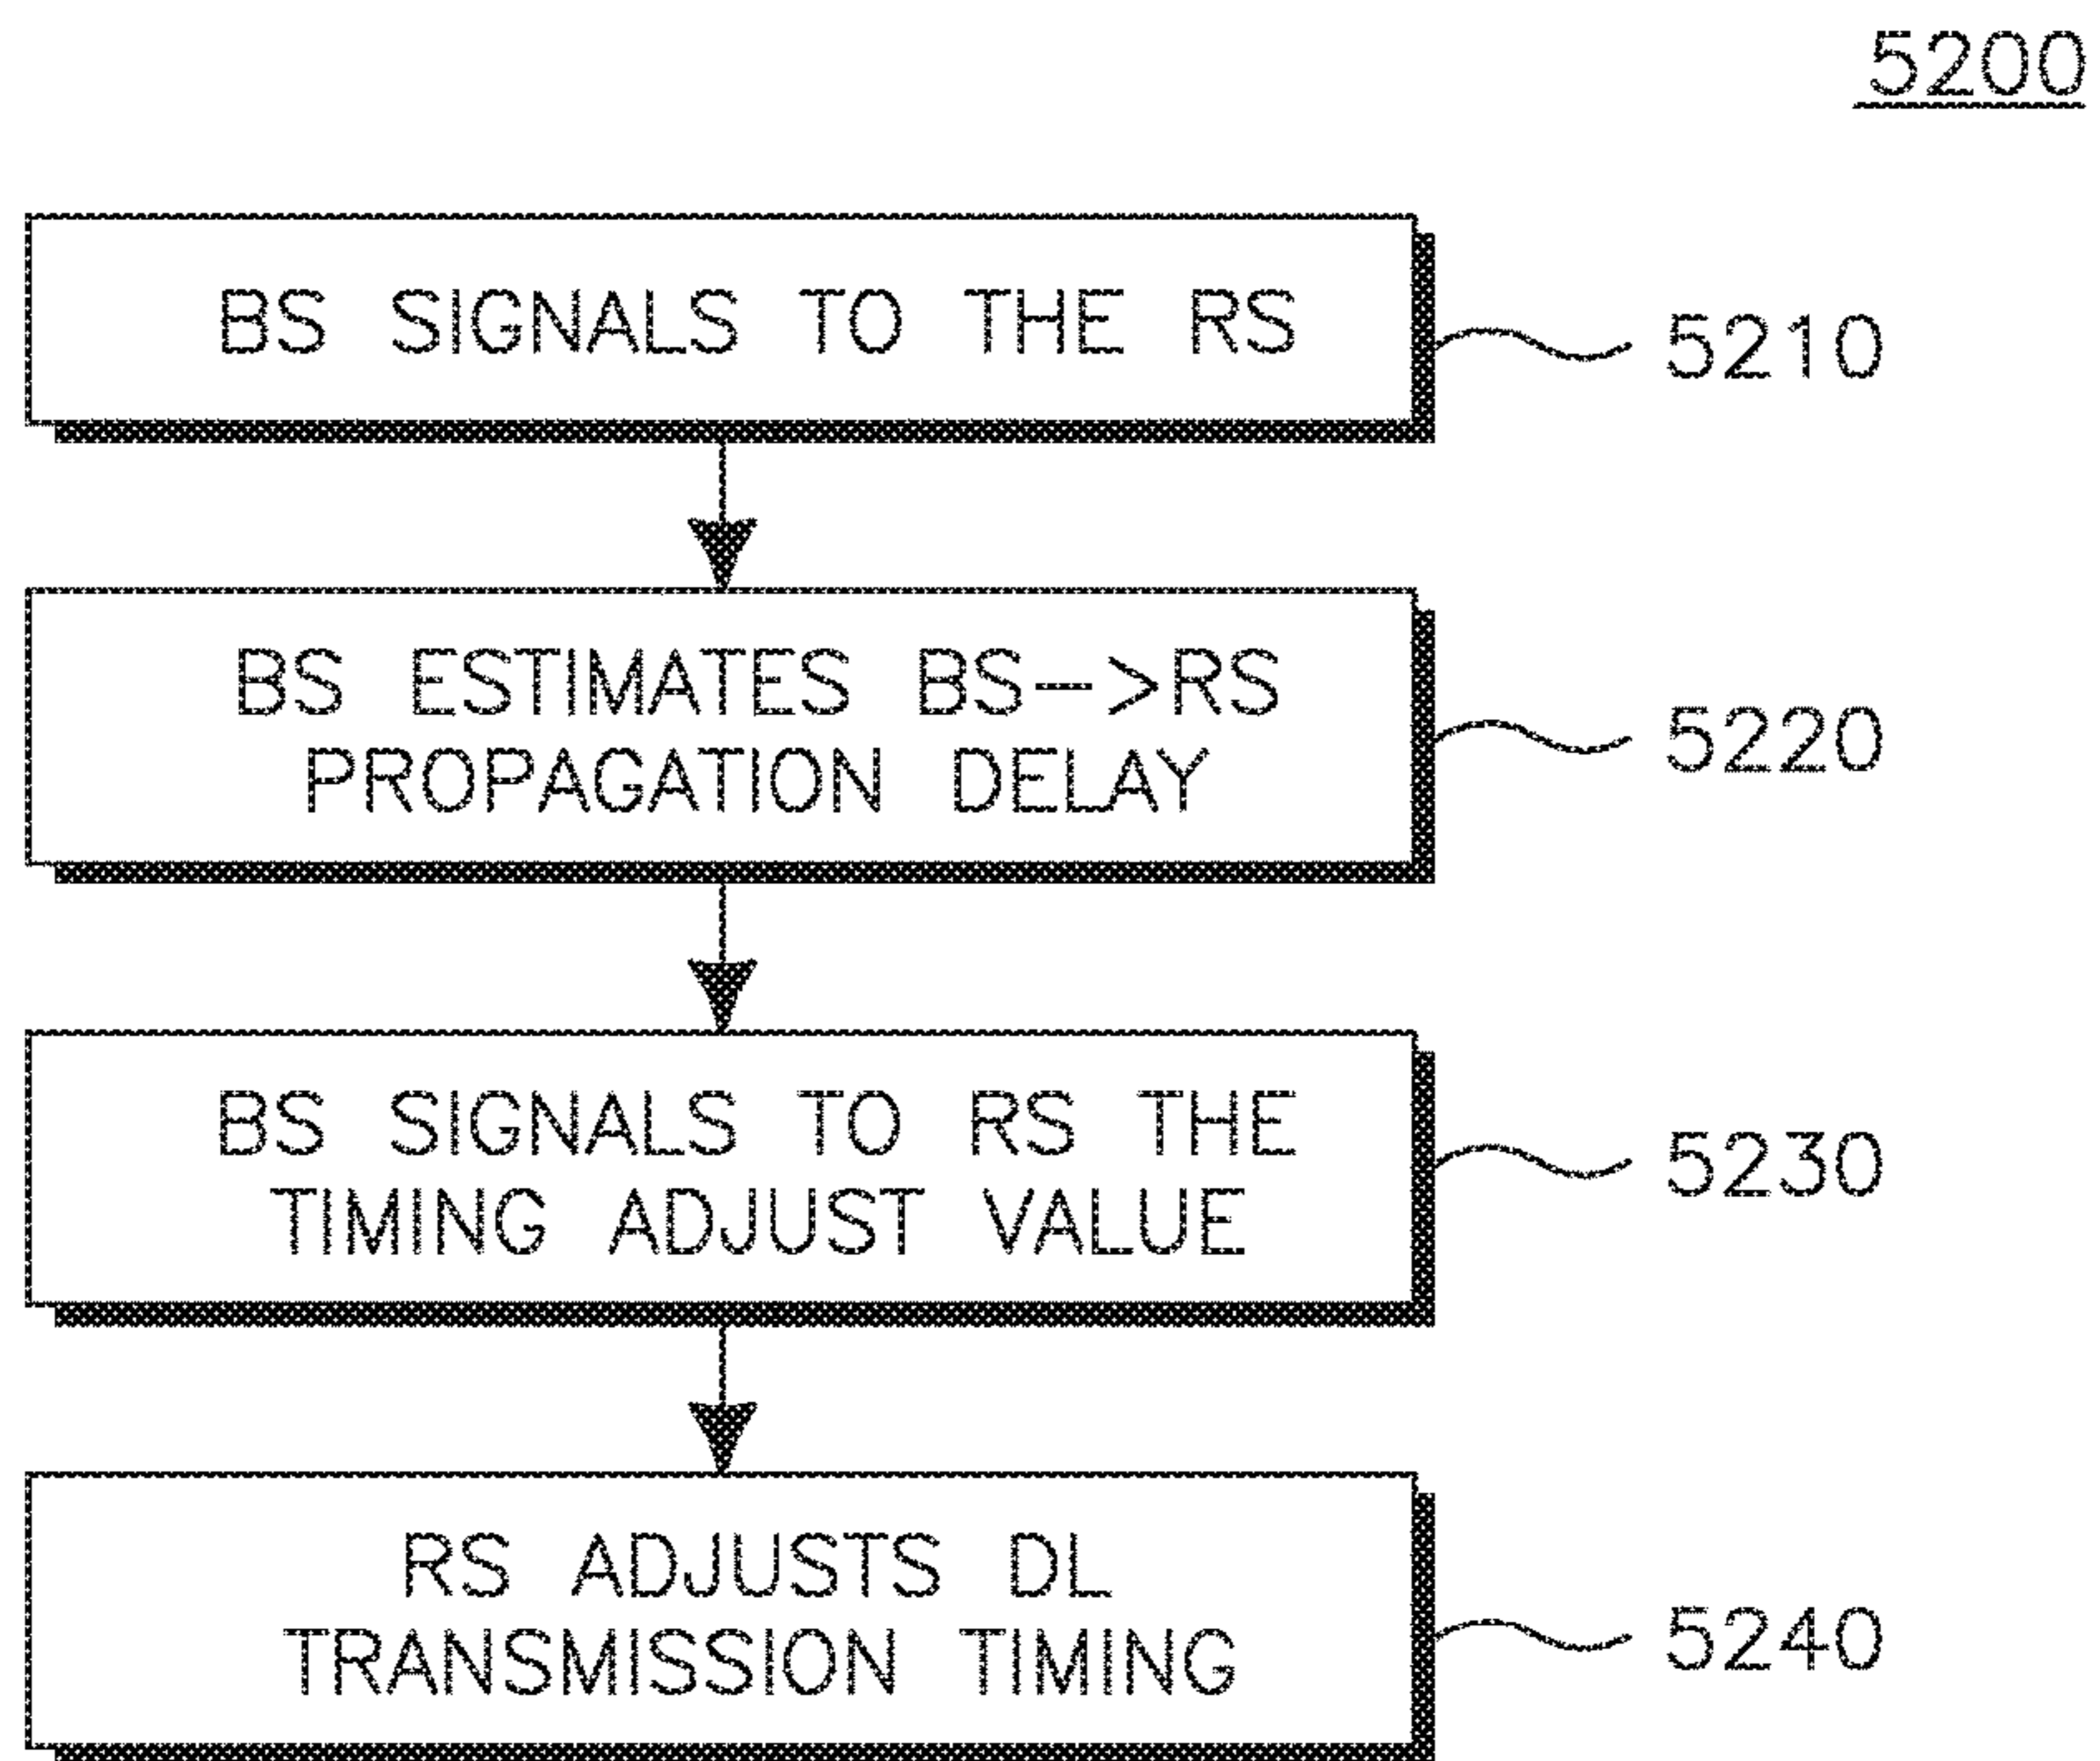 5200
BS SIGNALS TO THE RS
5210
BS ESTIMATES BS->RS
PROPAGATION DELAY
5220
BS SIGNALS TO RS THE
TIMING ADJUST VALUE
5230
RS ADJUSTS DL
TRANSMISSION TIMING
5240